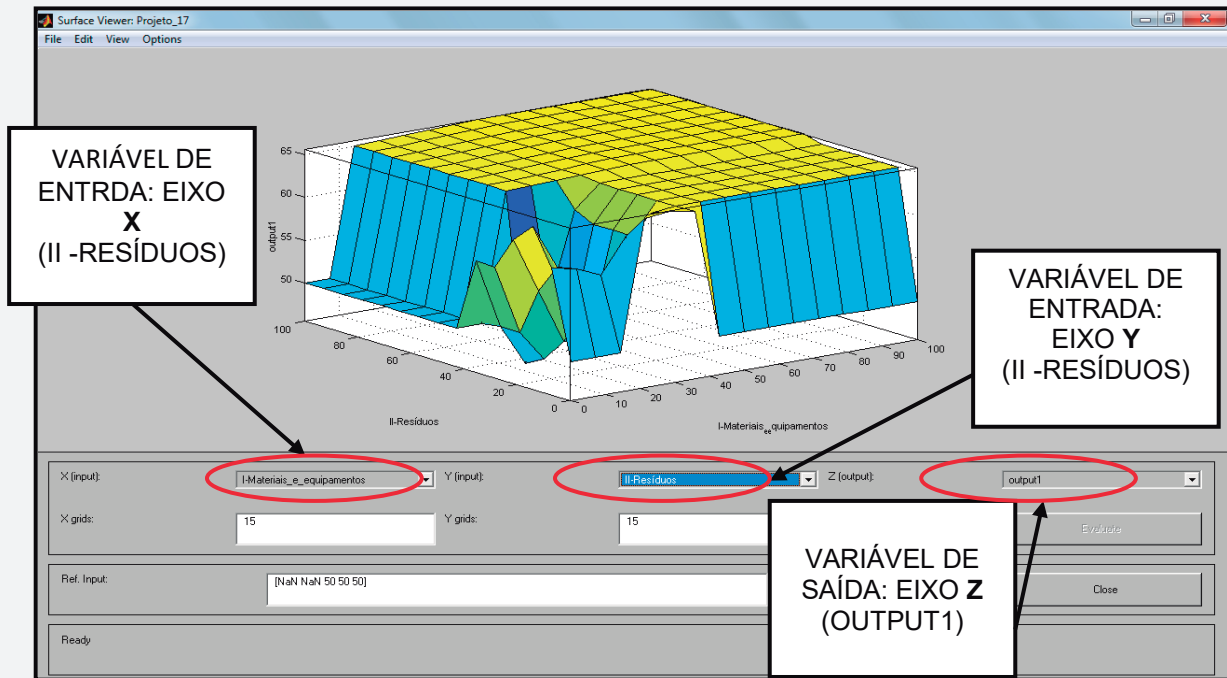 Surface Viewer: Projeto_17
File Edit View Options
VARIÁVEL DE
ENTRDA: EIXO
X
(II -RESÍDUOS)
65
60
55
50
output1
100
80
60
40
20
0
II-Resíduos
0
10
20
30
40
50
60
70
80
90
100
I-Materiais_ee quipamentos
VARIÁVEL DE
ENTRADA:
EIXO Y
(II -RESÍDUOS)
X (input): I-Materiais_e_equipamentos Y (input): II-Resíduos Z (output): output1
X grids: 15 Y grids: 15 Evaluate
Ref. Input: [NaN NaN 50 50 50] Close
VARIÁVEL DE
SAÍDA: EIXO Z
(OUTPUT1)
Ready